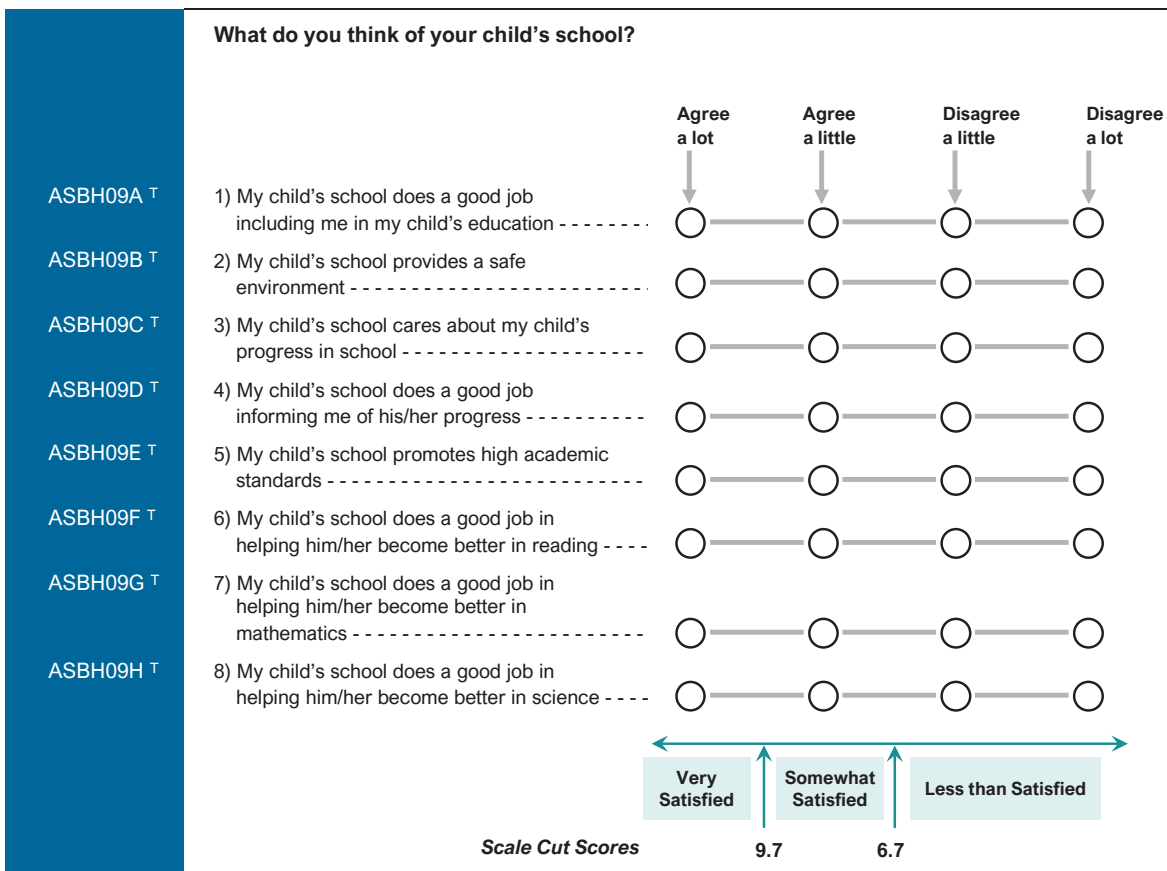 What do you think of your child’s school?
Agree a lot
Agree a little
Disagree a little
Disagree a lot
ASBH09A T
1) My child’s school does a good job
including me in my child’s education - - - - - - - -
ASBH09B T
2) My child’s school provides a safe
environment - - - - - - - - - - - - - - - - - - - - - - - - -
ASBH09C T
3) My child’s school cares about my child’s
progress in school - - - - - - - - - - - - - - - - - - - -
ASBH09D T
4) My child’s school does a good job
informing me of his/her progress - - - - - - - - - -
ASBH09E T
5) My child’s school promotes high academic
standards - - - - - - - - - - - - - - - - - - - - - - - - - -
ASBH09F T
6) My child’s school does a good job in
helping him/her become better in reading - - - -
ASBH09G T
7) My child’s school does a good job in
helping him/her become better in
mathematics - - - - - - - - - - - - - - - - - - - - - - - -
ASBH09H T
8) My child’s school does a good job in
helping him/her become better in science - - - -
Very Satisfied
Somewhat Satisfied
Less than Satisfied
Scale Cut Scores 9.7 6.7